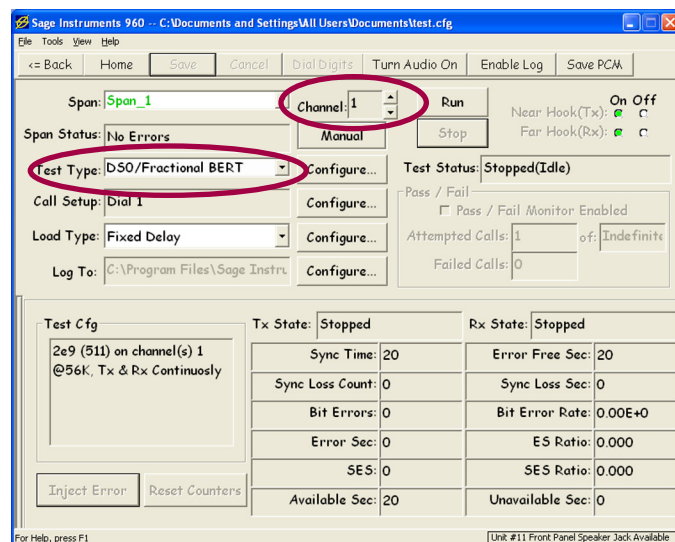 Sage Instruments 960 -- C:\Documents and Settings\All Users\Documents\test.cfg
File Tools View Help
<= Back Home Save Cancel Dial Digits Turn Audio On Enable Log Save PCM
Span: Span_1 Channel: 1 Run On Off
Near Hook(Tx):
Span Status: No Errors Manual Stop Far Hook(Rx):
Test Type: DS0/Fractional BERT Configure... Test Status: Stopped(Idle)
Pass / Fail
Call Setup: Dial 1 Configure... Pass / Fail Monitor Enabled
Load Type: Fixed Delay Configure... Attempted Calls: 1 of: Indefinite
Log To: C:\Program Files\Sage Instru Configure... Failed Calls: 0
Test Cfg Tx State: Stopped Rx State: Stopped
2e9 (511) on channel(s) 1
@56K, Tx & Rx Continuosly
Sync Time: 20 Error Free Sec: 20
Sync Loss Count: 0 Sync Loss Sec: 0
Bit Errors: 0 Bit Error Rate: 0.00E+0
Error Sec: 0 ES Ratio: 0.000
SES: 0 SES Ratio: 0.000
Inject Error Reset Counters Available Sec: 20 Unavailable Sec: 0
For Help, press F1 Unit #11 Front Panel Speaker Jack Available